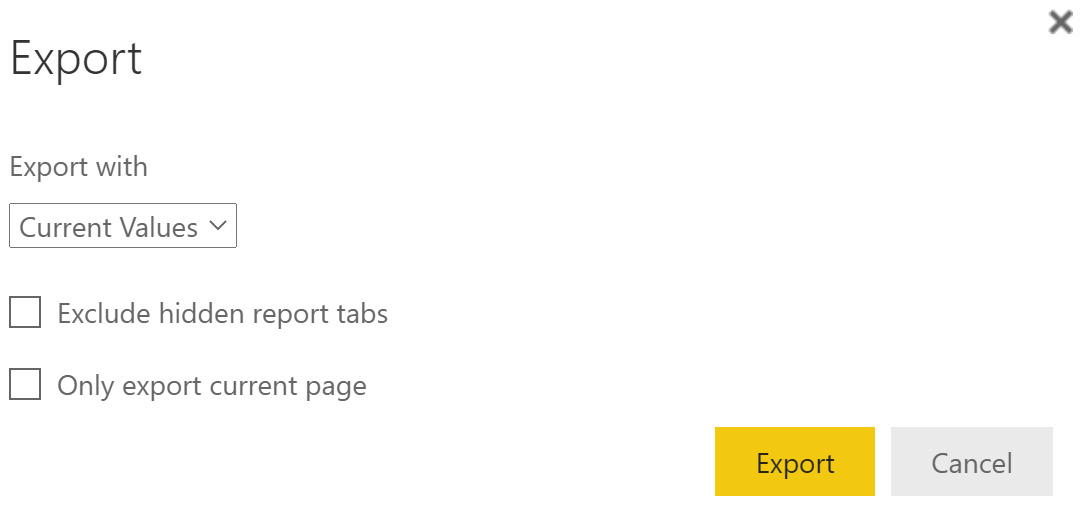 Export
Export with
Current Values
Exclude hidden report tabs
Only export current page
Export
Cancel